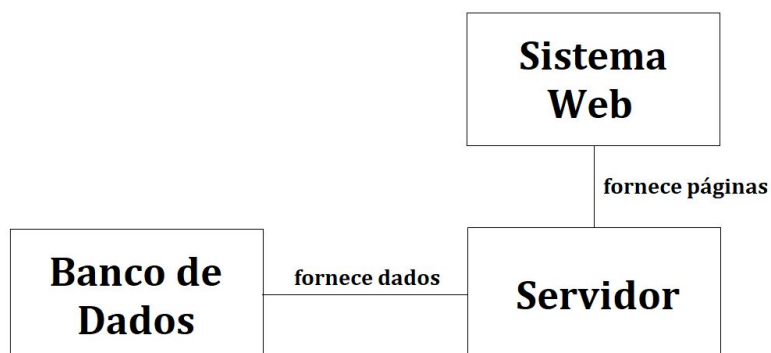 Sistema
Web
fornece páginas
Banco de
Dados
fornece dados
Servidor